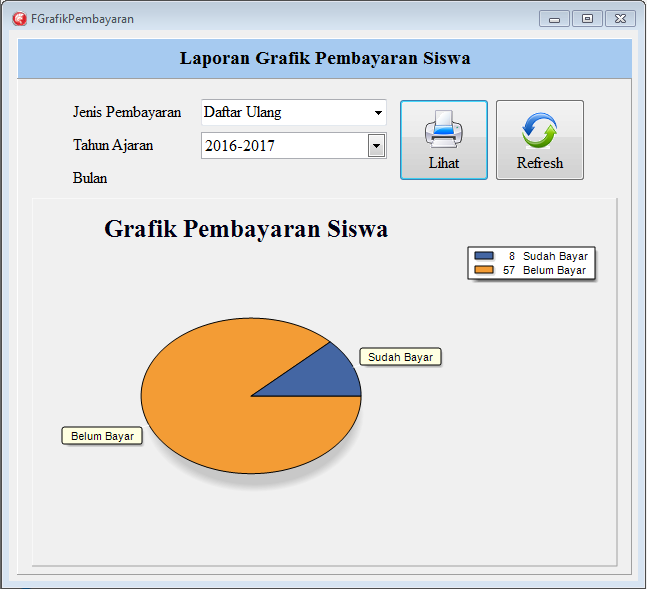 FGrafikPembayaran
Laporan Grafik Pembayaran Siswa
Jenis Pembayaran Daftar Ulang
Tahun Ajaran 2016-2017
Bulan
Lihat Refresh
Grafik Pembayaran Siswa
8 Sudah Bayar
57 Belum Bayar
Sudah Bayar
Belum Bayar